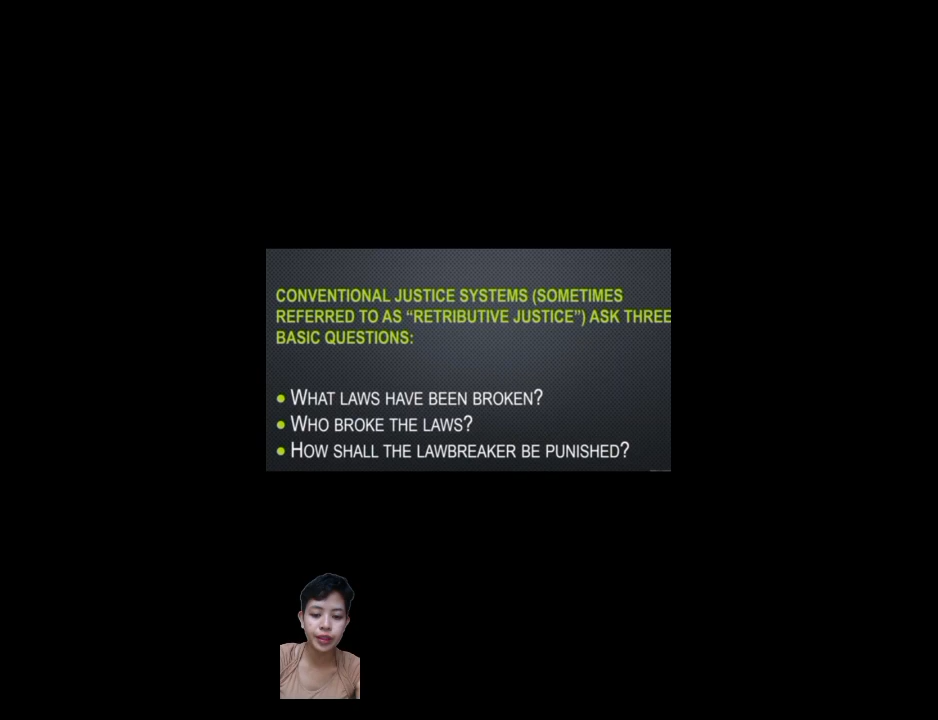 CONVENTIONAL JUSTICE SYSTEMS (SOMETIMES
REFERRED TO AS “RETRIBUTIVE JUSTICE”) ASK THREE
BASIC QUESTIONS:
• WHAT LAWS HAVE BEEN BROKEN?
• WHO BROKE THE LAWS?
• HOW SHALL THE LAWBREAKER BE PUNISHED?